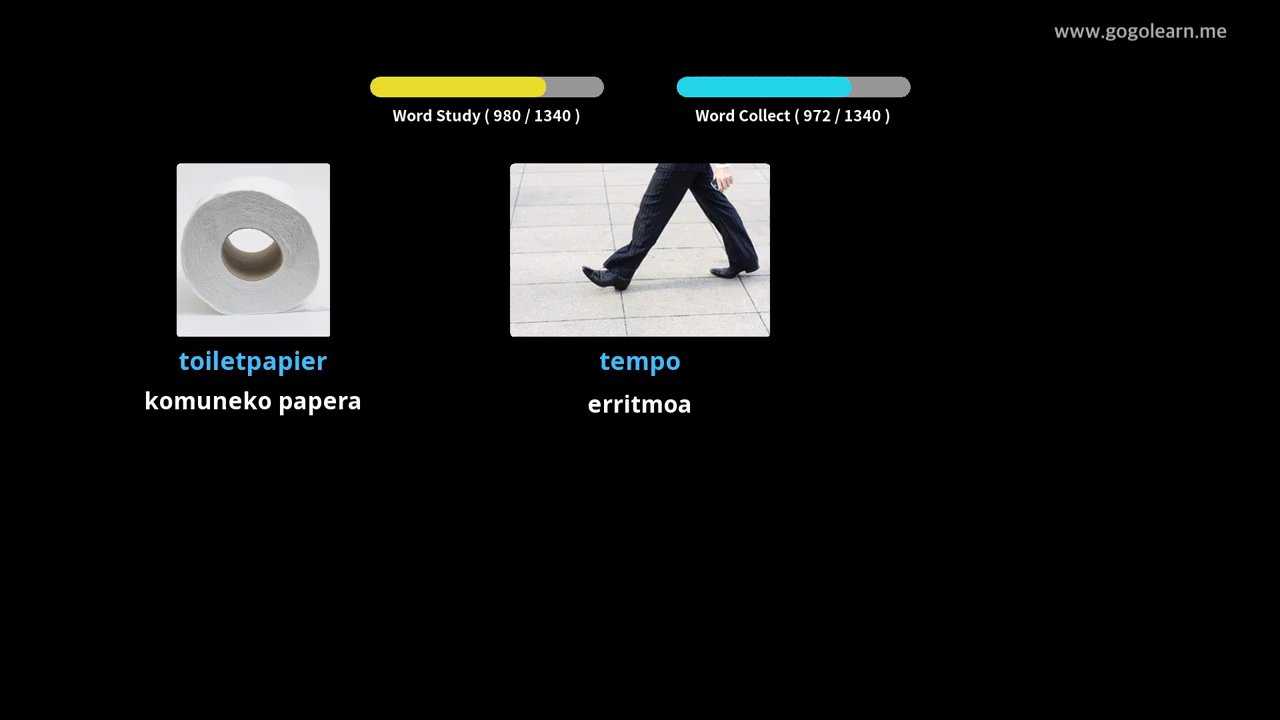 www.gogolearn.me
Word Study ( 980 / 1340 )
Word Collect ( 972 / 1340 )
toiletpapier
tempo
komuneko papera
erritmoa